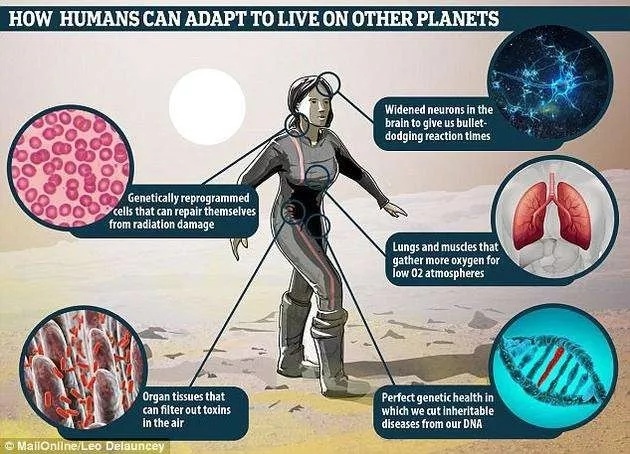 HOW HUMANS CAN ADAPT TO LIVE ON OTHER PLANETS
Widened neurons in the
brain to give us bullet-
dodging reaction times
Genetically reprogrammed
cells that can repair themselves
from radiation damage
Lungs and muscles that
gather more oxygen for
low O2 atmospheres
Organ tissues that
can filter out toxins
in the air
Perfect genetic health in
which we cut inheritable
diseases from our DNA
© MailOnline/Leo Delauncey